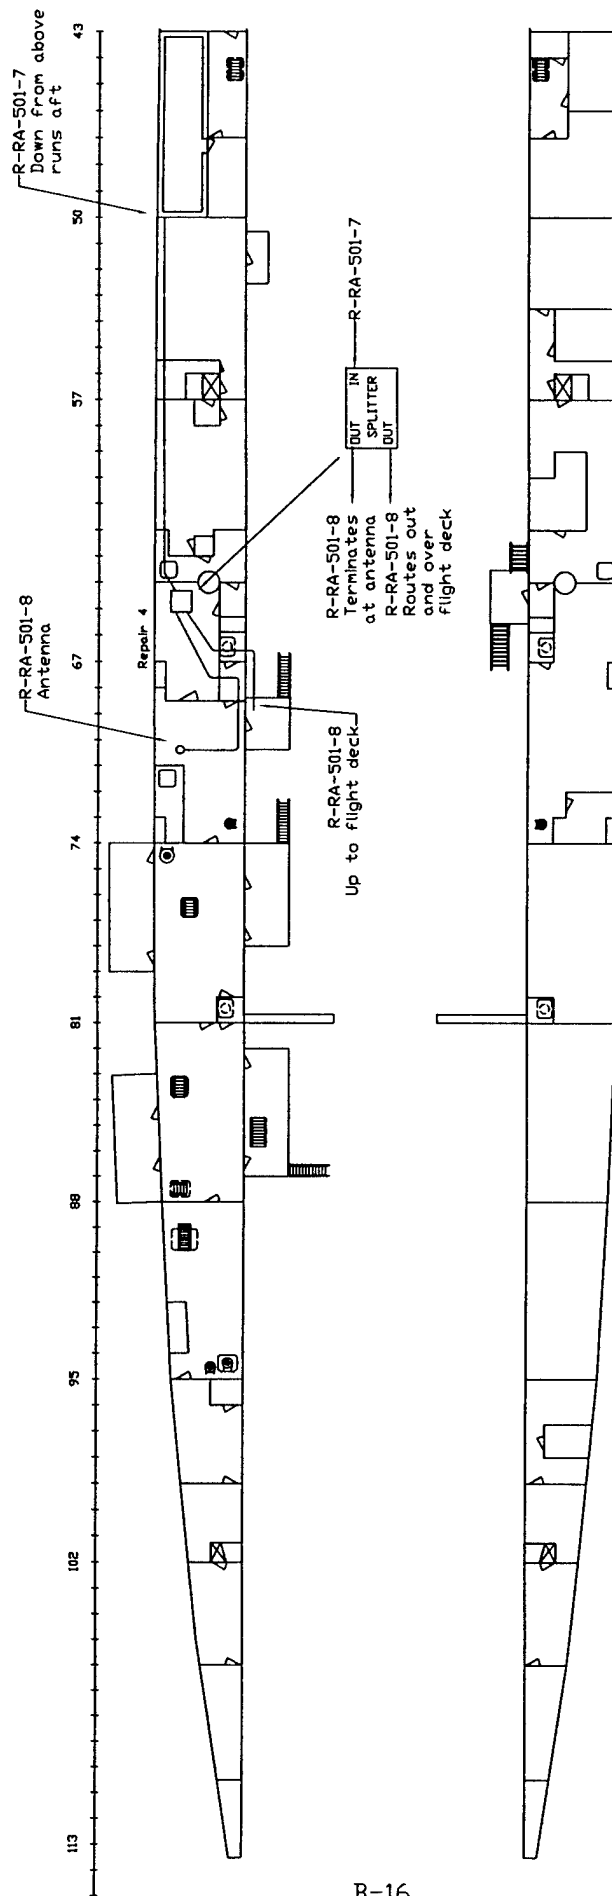 43
50
57
67
74
81
88
95
102
113
R-RA-501-7
Down from above
runs aft
R-RA-501-8
Antenna
Repair 4
R-RA-501-7
IN
OUT
SPLITTER
OUT
R-RA-501-8
Terminates
at antenna
R-RA-501-8
Routes out
and over
flight deck
R-RA-501-8
Up to flight deck
B-16